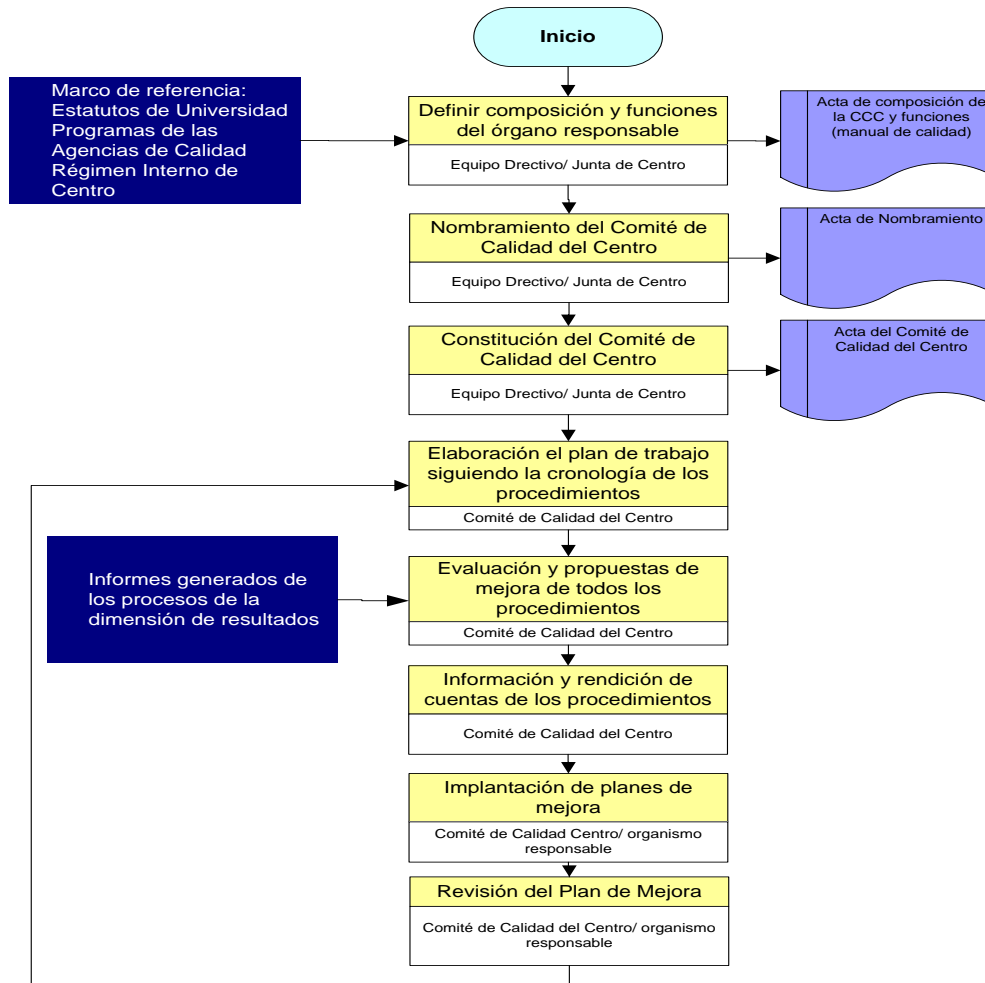 Inicio
Marco de referencia:
Estatutos de Universidad
Programas de las
Agencias de Calidad
Régimen Interno de
Centro
Definir composición y funciones
del órgano responsable
Equipo Drectivo/ Junta de Centro
Acta de composición de
la CCC y funciones
(manual de calidad)
Nombramiento del Comité de
Calidad del Centro
Equipo Directivo/ Junta de Centro
Acta de Nombramiento
Constitución del Comité de
Calidad del Centro
Equipo Directivo/ Junta de Centro
Acta del Comité de
Calidad del Centro
Elaboración el plan de trabajo
siguiendo la cronología de los
procedimientos
Comité de Calidad del Centro
Informes generados de
los procesos de la
dimensión de resultados
Evaluación y propuestas de
mejora de todos los
procedimientos
Comité de Calidad del Centro
Información y rendición de
cuentas de los procedimientos
Comité de Calidad del Centro
Implantación de planes de
mejora
Comité de Calidad Centro/ organismo
responsable
Revisión del Plan de Mejora
Comité de Calidad del Centro/ organismo
responsable